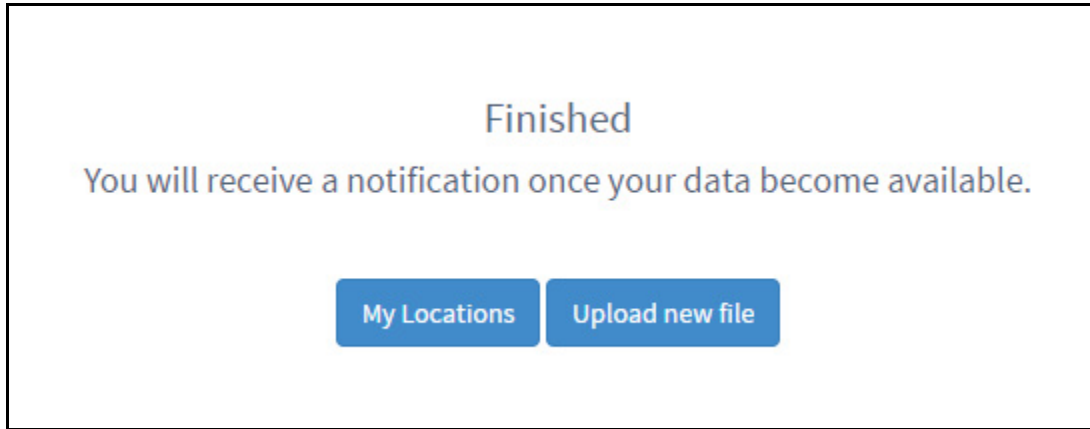 Finished
You will receive a notification once your data become available.
My Locations Upload new file